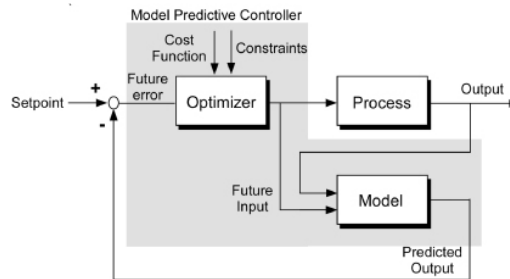 Model Predictive Controller
Cost
Function
Constraints
Setpoint
+
-
Future
error
Optimizer
Process
Output
Future
Input
Model
Predicted
Output